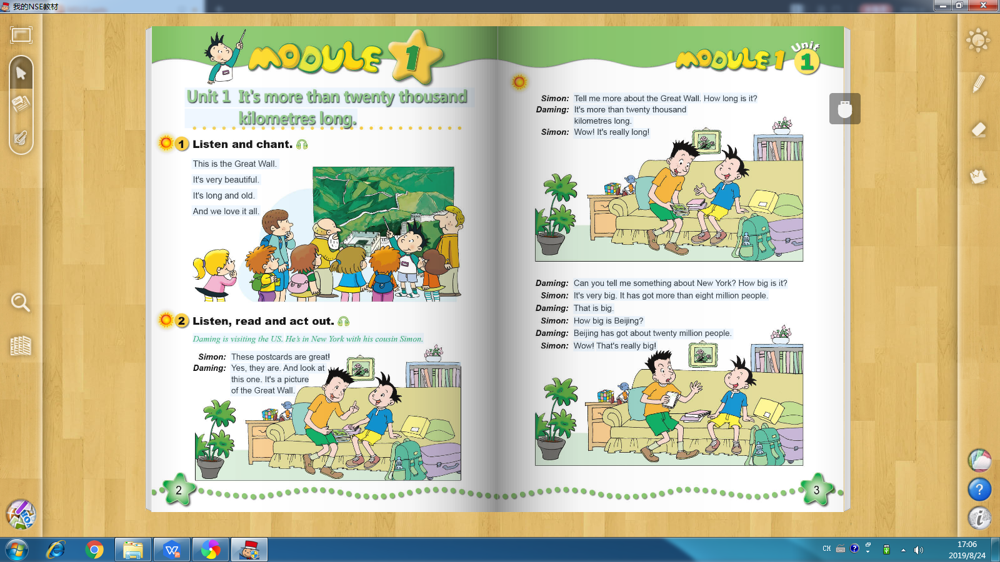 我的NSE教材
MODULE 1
Unit 1 It's more than twenty thousand
kilometres long.
1 Listen and chant.
This is the Great Wall.
It's very beautiful.
It's long and old.
And we love it all.
2 Listen, read and act out.
Daming is visiting the US. He's in New York with his cousin Simon.
Simon: These postcards are great!
Daming: Yes, they are. And look at
this one. It's a picture
of the Great Wall.
2
MODULE 1 Unit 1
Simon: Tell me more about the Great Wall. How long is it?
Daming: It's more than twenty thousand
kilometres long.
Simon: Wow! It's really long!
Daming: Can you tell me something about New York? How big is it?
Simon: It's very big. It has got more than eight million people.
Daming: That is big.
Simon: How big is Beijing?
Daming: Beijing has got about twenty million people.
Simon: Wow! That's really big!
3
CH
17:06
2019/8/24